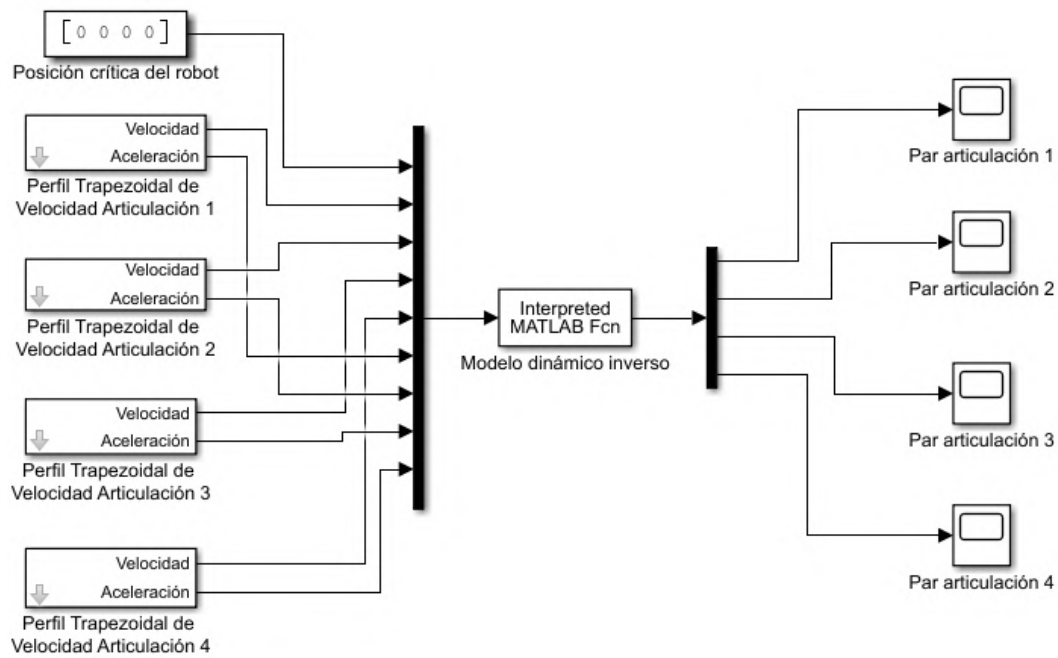 [0 0 0 0]
Posición crítica del robot
Velocidad
Aceleración
Perfil Trapezoidal de
Velocidad Articulación 1
Velocidad
Aceleración
Perfil Trapezoidal de
Velocidad Articulación 2
Velocidad
Aceleración
Perfil Trapezoidal de
Velocidad Articulación 3
Velocidad
Aceleración
Perfil Trapezoidal de
Velocidad Articulación 4
Interpreted
MATLAB Fcn
Modelo dinámico inverso
Par articulación 1
Par articulación 2
Par articulación 3
Par articulación 4